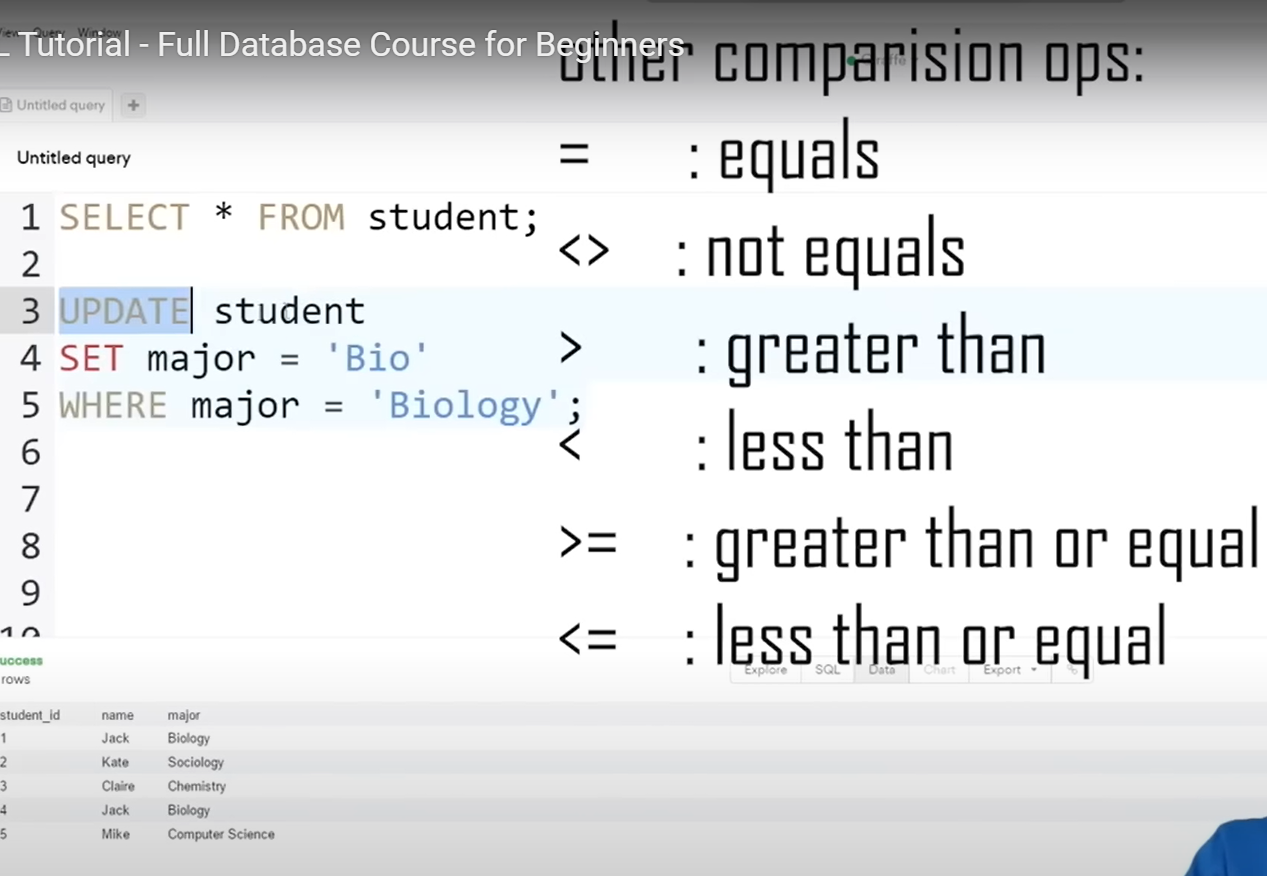 View Query Window
L Tutorial - Full Database Course for Beginners
other comparision ops:
Untitled query +
Untitled query
= : equals
<> : not equals
> : greater than
< : less than
>= : greater than or equal
<= : less than or equal
1 SELECT * FROM student;
2
3 UPDATE student
4 SET major = 'Bio'
5 WHERE major = 'Biology';
6
7
8
9
10
uccess
rows
Explore SQL Data Chart Export %
student_id name major
1 Jack Biology
2 Kate Sociology
3 Claire Chemistry
4 Jack Biology
5 Mike Computer Science